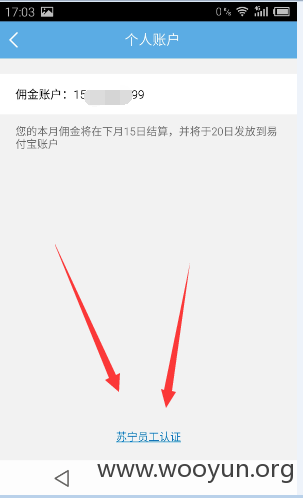 17:03
0 %
个人账户
佣金账户：15 99
您的本月佣金将在下月15日结算，并将于20日发放到易
付宝账户
苏宁员工认证
www.wooyun.org